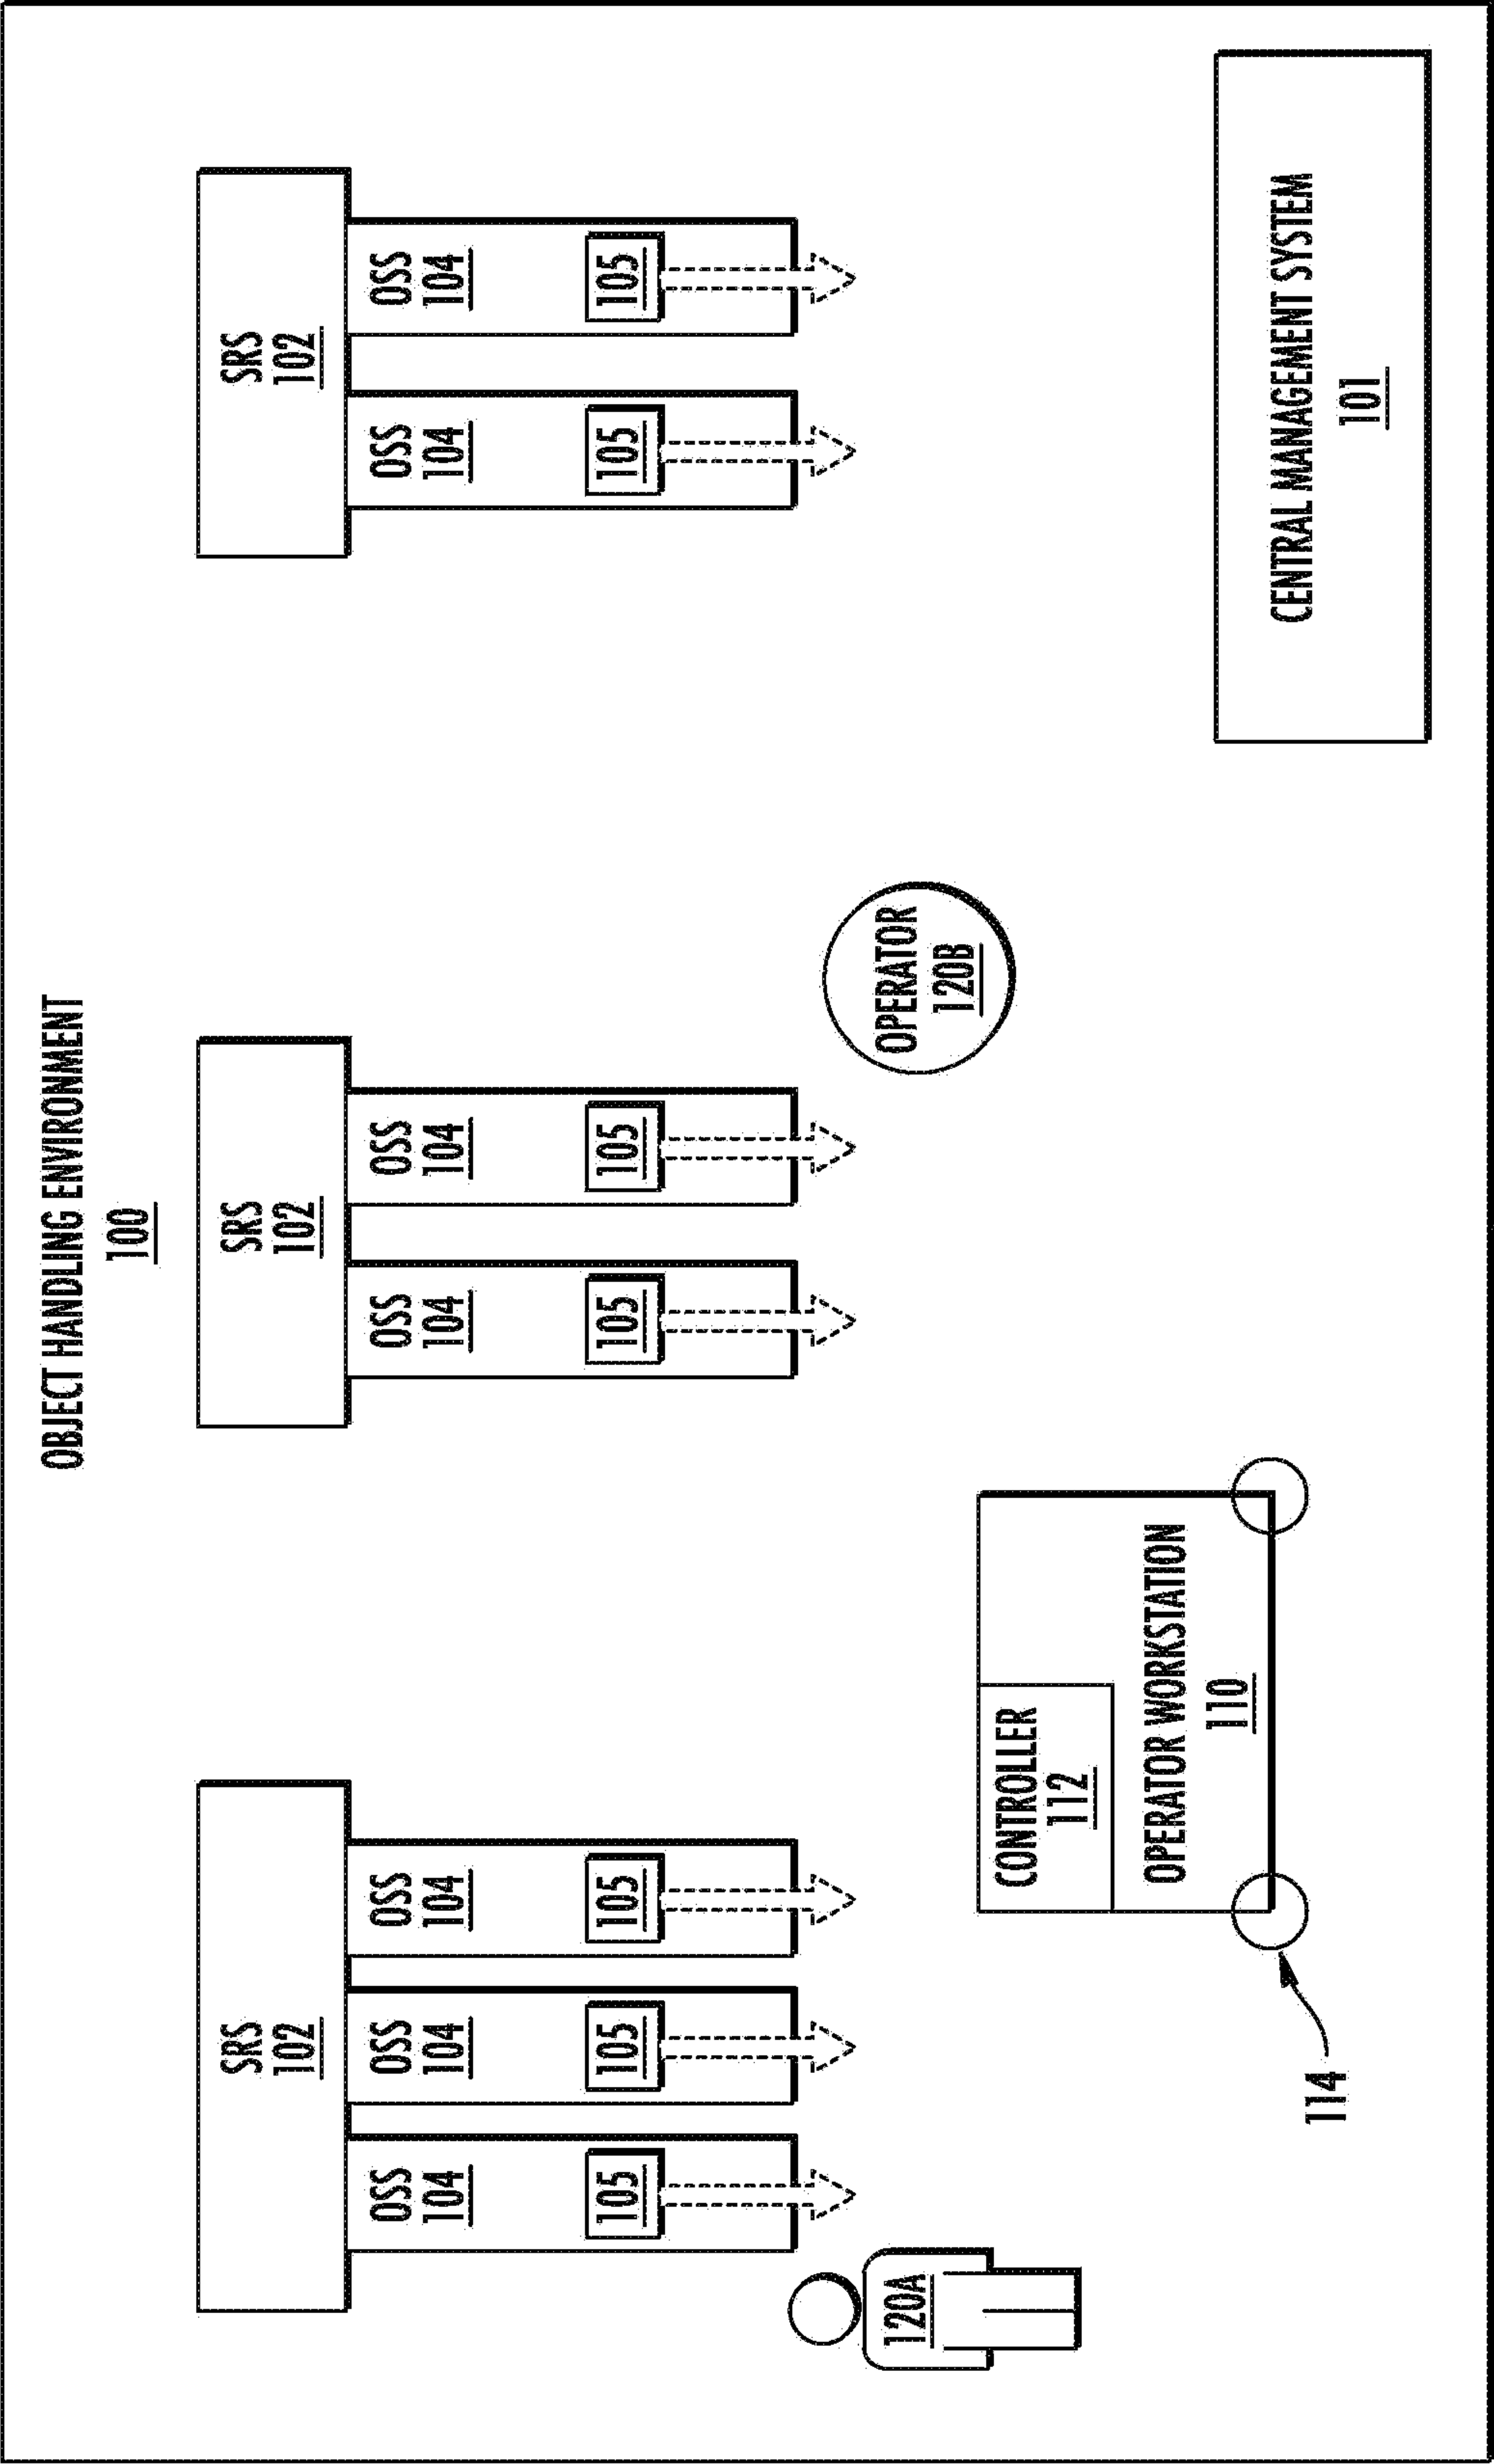 OBJECT HANDLING ENVIRONMENT
100
SRS
102
OSS
104
105
OSS
104
105
OSS
104
105
SRS
102
OSS
104
105
OSS
104
105
SRS
102
OSS
104
105
OSS
104
105
120A
OPERATOR
120B
CONTROLLER
112
OPERATOR WORKSTATION
110
114
CENTRAL MANAGEMENT SYSTEM
101